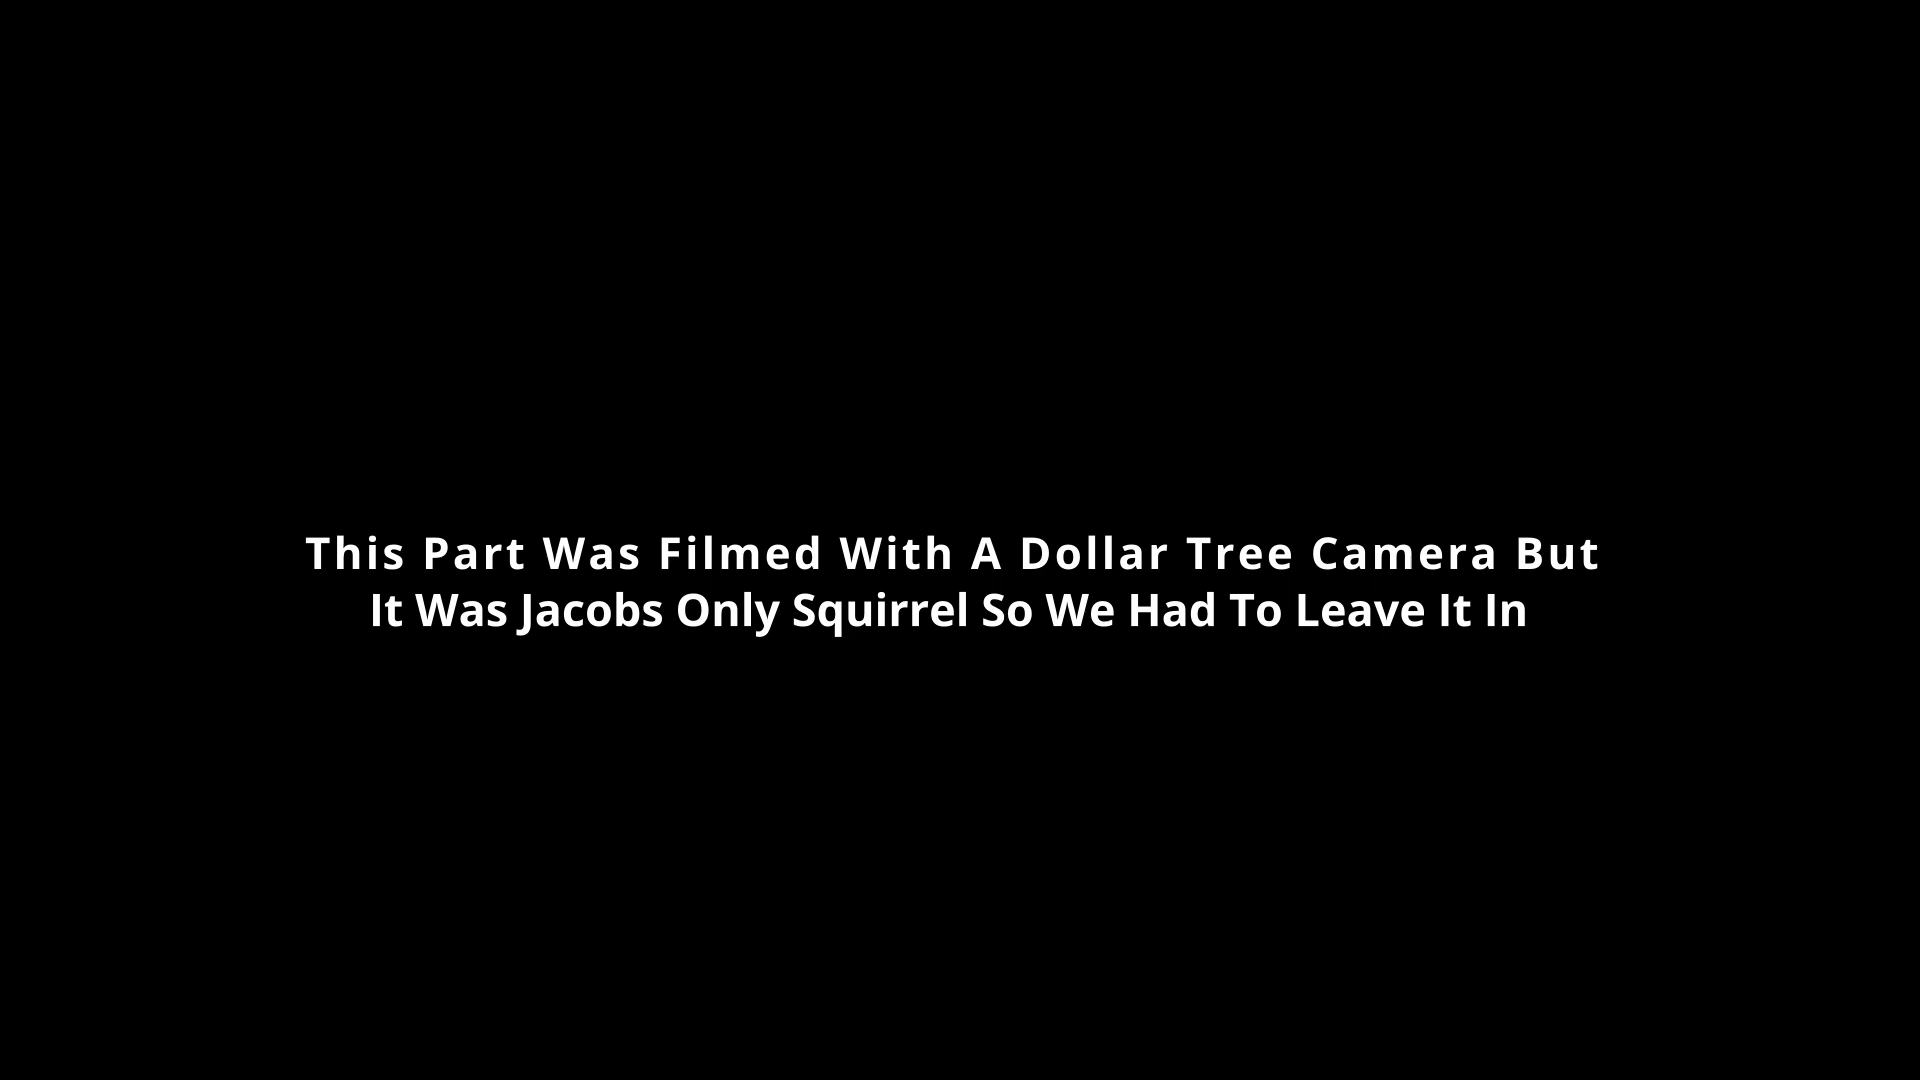 This Part Was Filmed With A Dollar Tree Camera But
It Was Jacobs Only Squirrel So We Had To Leave It In